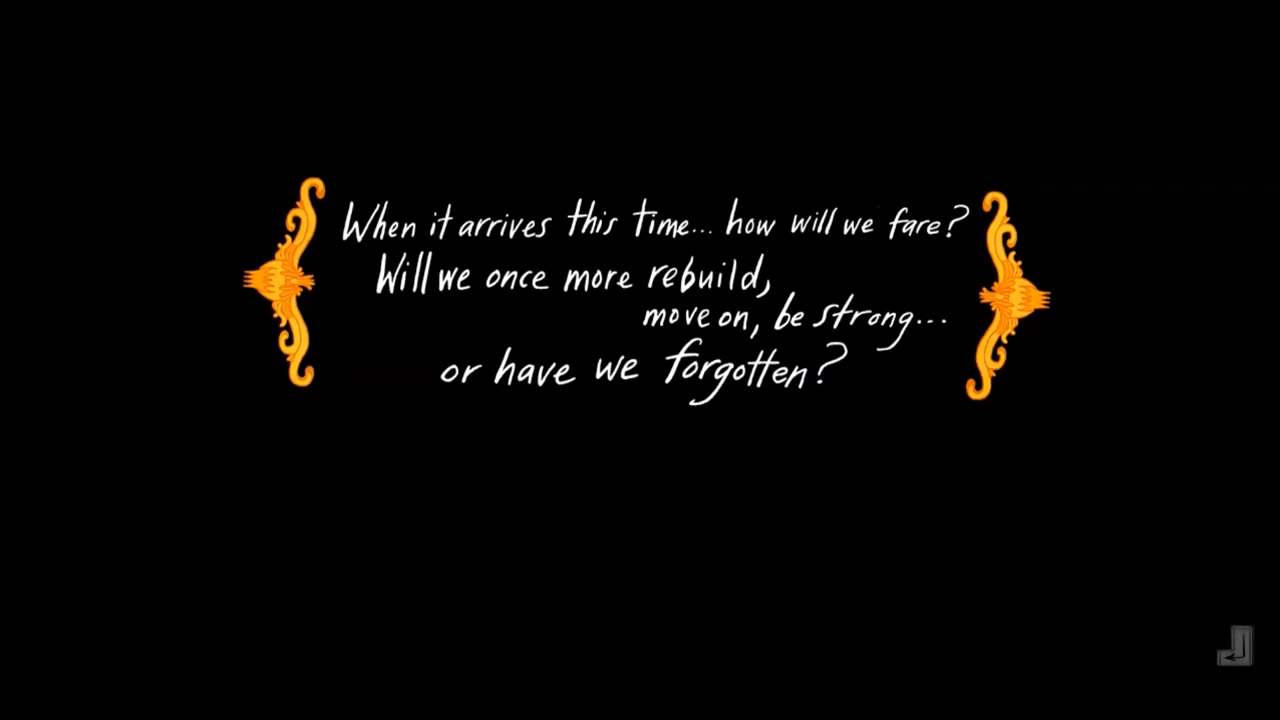 When it arrives this time... how will we fare?
Will we once more rebuild,
move on, be strong...
or have we forgotten?